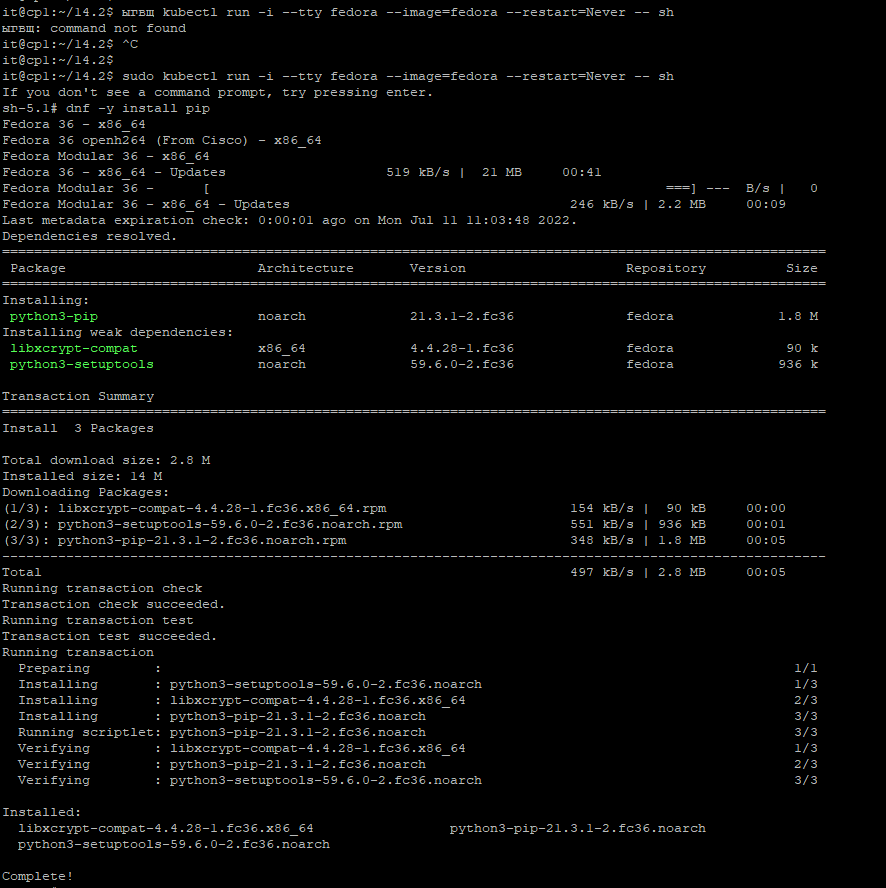 it@cp1:~/14.2$ ыгвщ kubectl run -i --tty fedora --image=fedora --restart=Never -- sh
ыгвщ: command not found
it@cp1:~/14.2$ ^C
it@cp1:~/14.2$
it@cp1:~/14.2$ sudo kubectl run -i --tty fedora --image=fedora --restart=Never -- sh
If you don't see a command prompt, try pressing enter.
sh-5.1# dnf -y install pip
Fedora 36 - x86_64
Fedora 36 openh264 (From Cisco) - x86_64
Fedora Modular 36 - x86_64
Fedora 36 - x86_64 - Updates 519 kB/s | 21 MB 00:41
Fedora Modular 36 - [ ===] --- B/s | 0
Fedora Modular 36 - x86_64 - Updates 246 kB/s | 2.2 MB 00:09
Last metadata expiration check: 0:00:01 ago on Mon Jul 11 11:03:48 2022.
Dependencies resolved.
Package Architecture Version Repository Size
Installing:
python3-pip noarch 21.3.1-2.fc36 fedora 1.8 M
Installing weak dependencies:
libxcrypt-compat x86_64 4.4.28-1.fc36 fedora 90 k
python3-setuptools noarch 59.6.0-2.fc36 fedora 936 k
Transaction Summary
Install 3 Packages
Total download size: 2.8 M
Installed size: 14 M
Downloading Packages:
(1/3): libxcrypt-compat-4.4.28-1.fc36.x86_64.rpm 154 kB/s | 90 kB 00:00
(2/3): python3-setuptools-59.6.0-2.fc36.noarch.rpm 551 kB/s | 936 kB 00:01
(3/3): python3-pip-21.3.1-2.fc36.noarch.rpm 348 kB/s | 1.8 MB 00:05
Total 497 kB/s | 2.8 MB 00:05
Running transaction check
Transaction check succeeded.
Running transaction test
Transaction test succeeded.
Running transaction
Preparing : 1/1
Installing : python3-setuptools-59.6.0-2.fc36.noarch 1/3
Installing : libxcrypt-compat-4.4.28-1.fc36.x86_64 2/3
Installing : python3-pip-21.3.1-2.fc36.noarch 3/3
Running scriptlet: python3-pip-21.3.1-2.fc36.noarch 3/3
Verifying : libxcrypt-compat-4.4.28-1.fc36.x86_64 1/3
Verifying : python3-pip-21.3.1-2.fc36.noarch 2/3
Verifying : python3-setuptools-59.6.0-2.fc36.noarch 3/3
Installed:
libxcrypt-compat-4.4.28-1.fc36.x86_64 python3-pip-21.3.1-2.fc36.noarch
python3-setuptools-59.6.0-2.fc36.noarch
Complete!